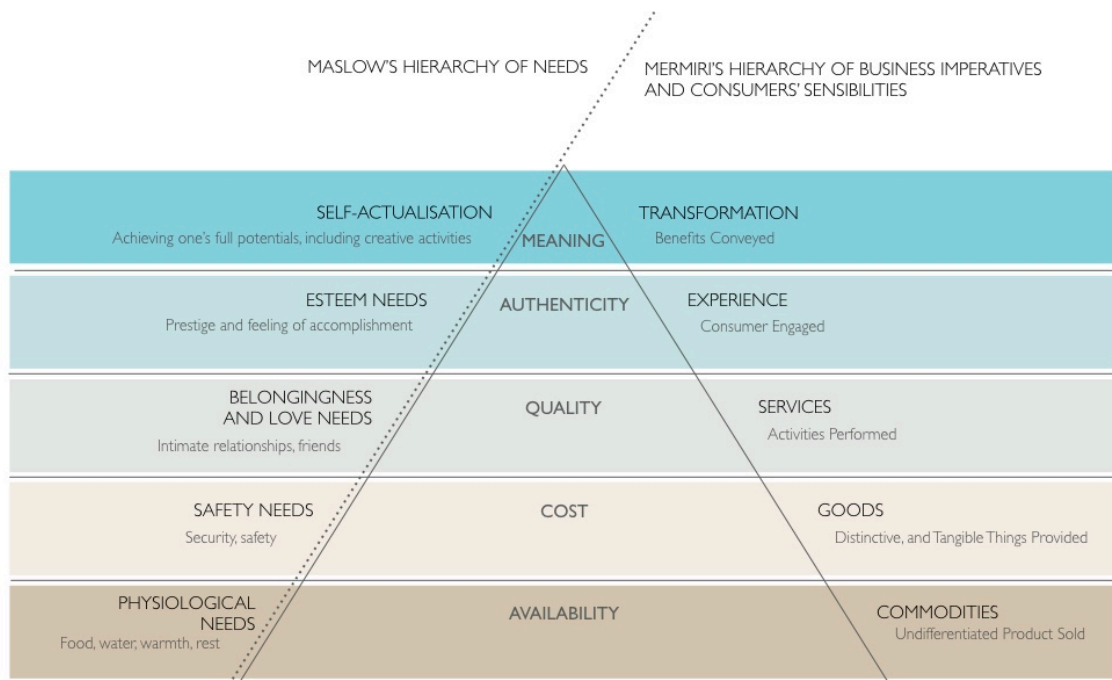 MASLOW'S HIERARCHY OF NEEDS
MERMIRI'S HIERARCHY OF BUSINESS IMPERATIVES
AND CONSUMERS' SENSIBILITIES
SELF-ACTUALISATION
Achieving one's full potentials, including creative activities
MEANING
TRANSFORMATION
Benefits Conveyed
ESTEEM NEEDS
Prestige and feeling of accomplishment
AUTHENTICITY
EXPERIENCE
Consumer Engaged
BELONGINGNESS
AND LOVE NEEDS
Intimate relationships, friends
QUALITY
SERVICES
Activities Performed
SAFETY NEEDS
Security, safety
COST
GOODS
Distinctive, and Tangible Things Provided
PHYSIOLOGICAL
NEEDS
Food, water, warmth, rest
AVAILABILITY
COMMODITIES
Undifferentiated Product Sold